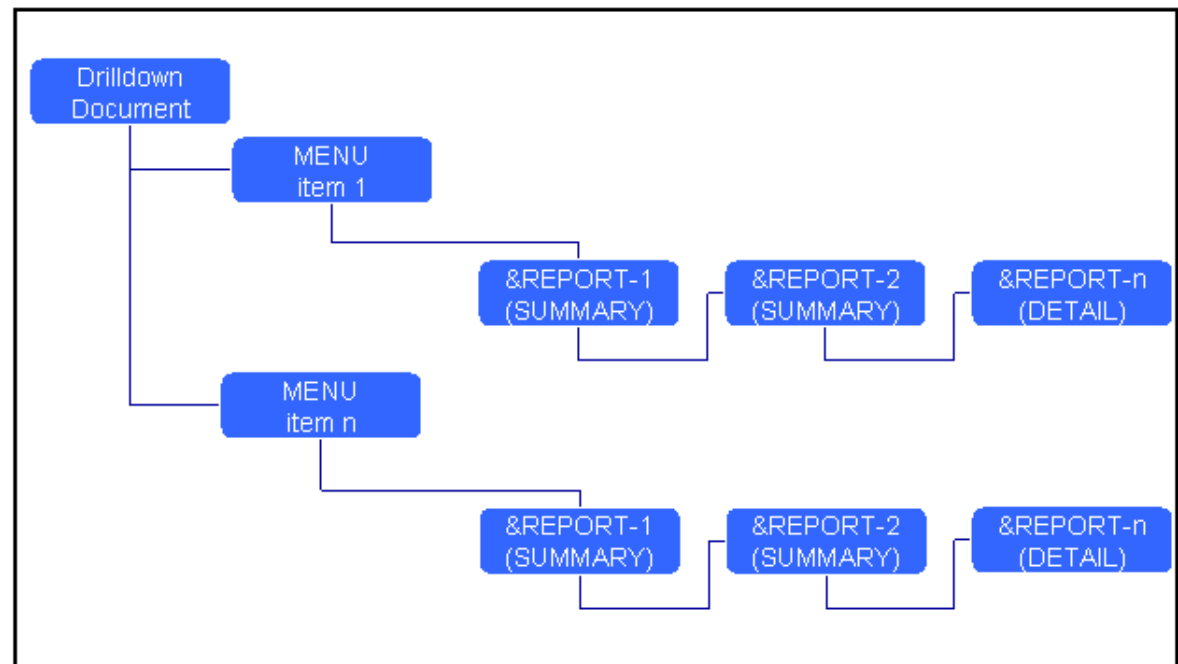 Drilldown
Document
MENU
item 1
&REPORT-1
(SUMMARY)
&REPORT-2
(SUMMARY)
&REPORT-n
(DETAIL)
MENU
item n
&REPORT-1
(SUMMARY)
&REPORT-2
(SUMMARY)
&REPORT-n
(DETAIL)